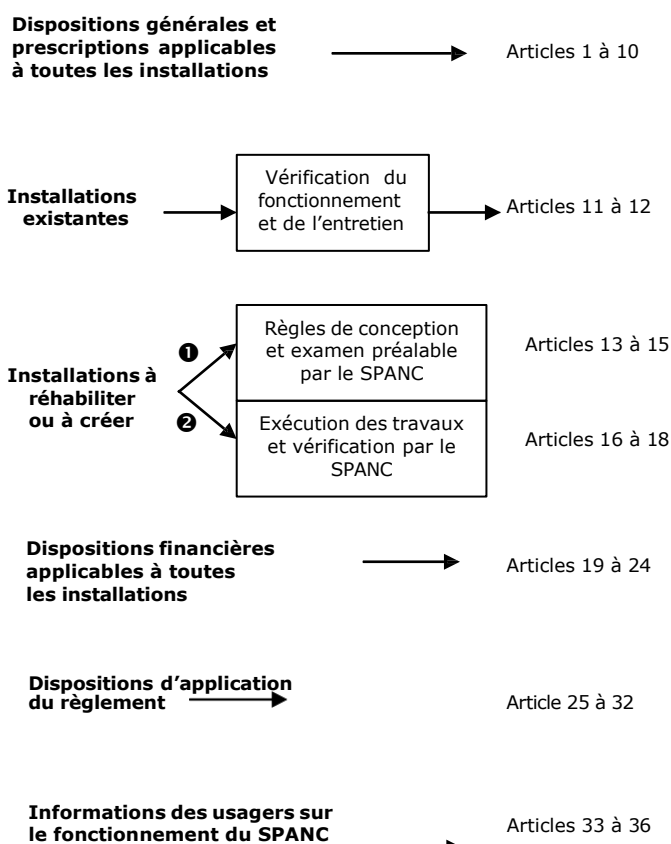 Dispositions générales et
prescriptions applicables
à toutes les installations
Articles 1 à 10
Installations
existantes
Vérification du
fonctionnement
et de l'entretien
Articles 11 à 12
Installations à
réhabiliter
ou à créer
❶
Règles de conception
et examen préalable
par le SPANC
Articles 13 à 15
❷
Exécution des travaux
et vérification par le
SPANC
Articles 16 à 18
Dispositions financières
applicables à toutes
les installations
Articles 19 à 24
Dispositions d'application
du règlement
Article 25 à 32
Informations des usagers sur
le fonctionnement du SPANC
Articles 33 à 36